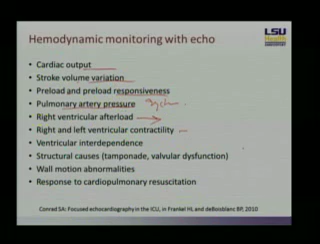 Hemodynamic monitoring with echo
LSU
Health
• Cardiac output
• Stroke volume variation
• Preload and preload responsiveness
• Pulmonary artery pressure
• Right ventricular afterload
• Right and left ventricular contractility
• Ventricular interdependence
• Structural causes (tamponade, valvular dysfunction)
• Wall motion abnormalities
• Response to cardiopulmonary resuscitation
Conrad SA: Focused echocardiography in the ICU, in Frankel HL and deBoisblanc BP, 2010